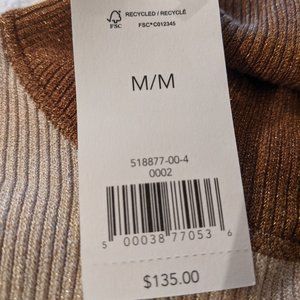 FSC
RECYCLED / RECYCLÉ
FSC® C012345
M/M
518877-00-4
0002
5 00038 77053 6
$135.00